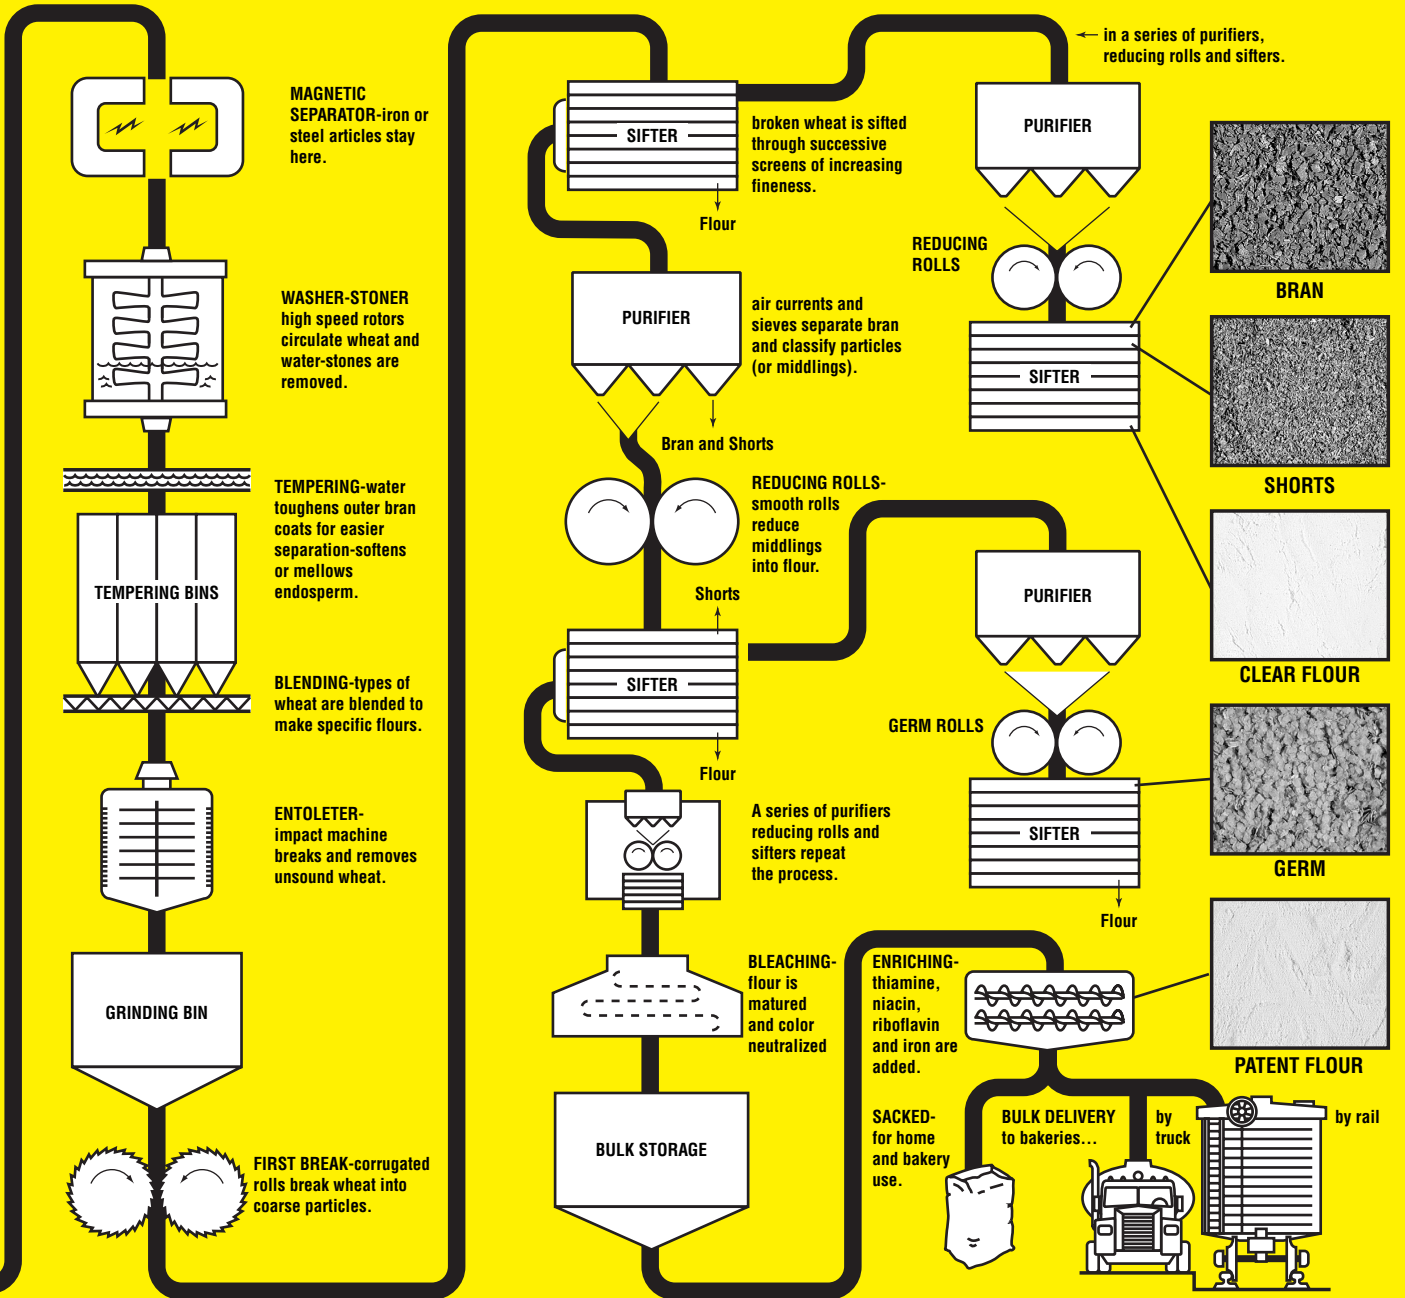 MAGNETIC
SEPARATOR-iron or
steel articles stay
here.
WASHER-STONER
high speed rotors
circulate wheat and
water-stones are
removed.
TEMPERING-water
toughens outer bran
coats for easier
separation-softens
or mellows
endosperm.
TEMPERING BINS
BLENDING-types of
wheat are blended to
make specific flours.
ENTOLETER-
impact machine
breaks and removes
unsound wheat.
GRINDING BIN
FIRST BREAK-corrugated
rolls break wheat into
coarse particles.
SIFTER
broken wheat is sifted
through successive
screens of increasing
fineness.
Flour
PURIFIER
air currents and
sieves separate bran
and classify particles
(or middlings).
Bran and Shorts
REDUCING ROLLS-
smooth rolls
reduce
middlings
into flour.
Shorts
SIFTER
Flour
A series of purifiers
reducing rolls and
sifters repeat
the process.
BLEACHING-
flour is
matured
and color
neutralized
BULK STORAGE
in a series of purifiers,
reducing rolls and sifters.
PURIFIER
REDUCING
ROLLS
SIFTER
BRAN
SHORTS
CLEAR FLOUR
PURIFIER
GERM ROLLS
SIFTER
Flour
GERM
ENRICHING-
thiamine,
niacin,
riboflavin
and iron are
added.
PATENT FLOUR
SACKED-
for home
and bakery
use.
BULK DELIVERY
to bakeries...
by
truck
by rail